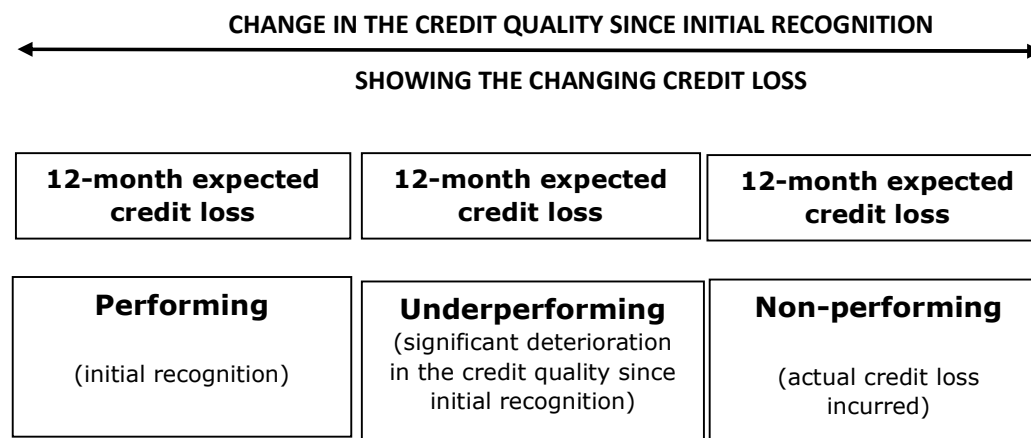 CHANGE IN THE CREDIT QUALITY SINCE INITIAL RECOGNITION
SHOWING THE CHANGING CREDIT LOSS
12-month expected
credit loss
12-month expected
credit loss
12-month expected
credit loss
Performing
(initial recognition)
Underperforming
(significant deterioration
in the credit quality since
initial recognition)
Non-performing
(actual credit loss
incurred)